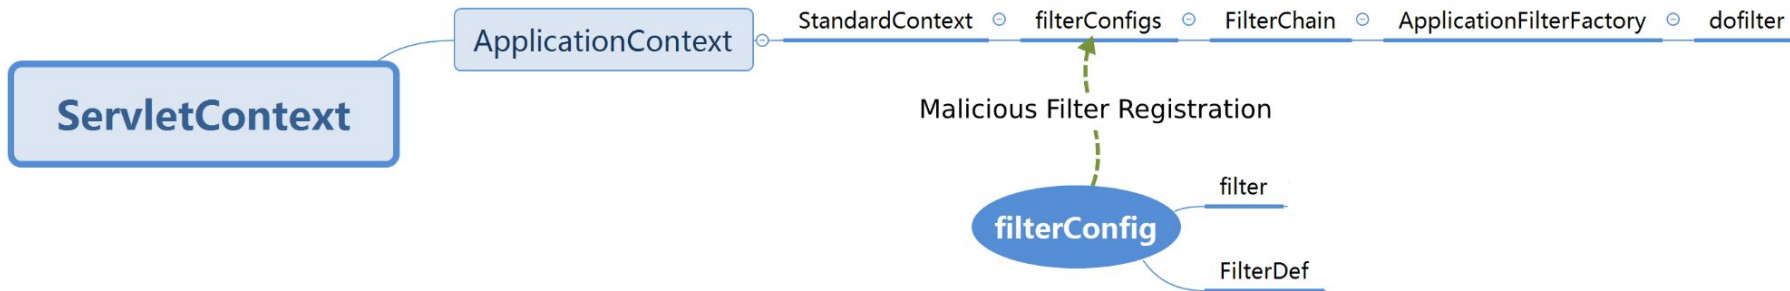 ServletContext
ApplicationContext
StandardContext
filterConfigs
FilterChain
ApplicationFilterFactory
dofilter
Malicious Filter Registration
filterConfig
filter
FilterDef